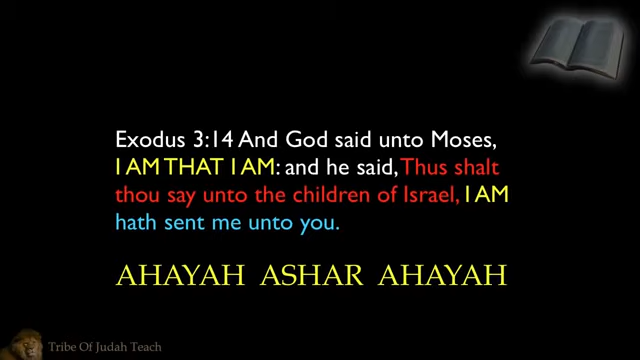 Exodus 3:14 And God said unto Moses,
I AM THAT I AM: and he said, Thus shalt
thou say unto the children of Israel, I AM
hath sent me unto you.
AHAYAH ASHAR AHAYAH
Tribe Of Judah Teach